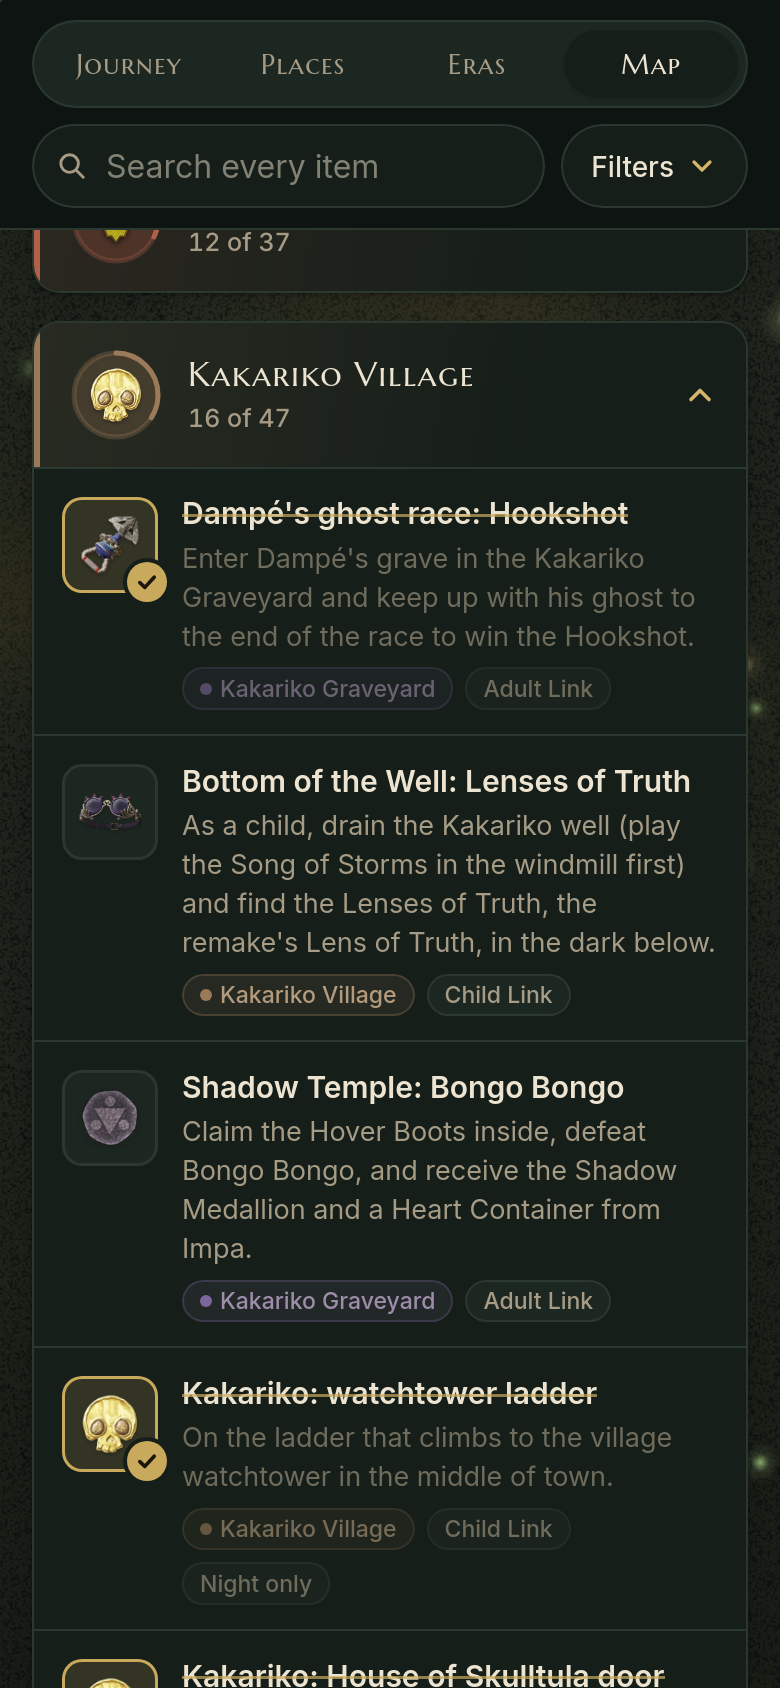 Journey
Places
Eras
Map
Search every item
Filters
12 of 37
Kakariko Village
16 of 47
Dampé's ghost race: Hookshot
Enter Dampé's grave in the Kakariko
Graveyard and keep up with his ghost to
the end of the race to win the Hookshot.
Kakariko Graveyard
Adult Link
Bottom of the Well: Lenses of Truth
As a child, drain the Kakariko well (play
the Song of Storms in the windmill first)
and find the Lenses of Truth, the
remake's Lens of Truth, in the dark below.
Kakariko Village
Child Link
Shadow Temple: Bongo Bongo
Claim the Hover Boots inside, defeat
Bongo Bongo, and receive the Shadow
Medallion and a Heart Container from
Impa.
Kakariko Graveyard
Adult Link
Kakariko: watchtower ladder
On the ladder that climbs to the village
watchtower in the middle of town.
Kakariko Village
Child Link
Night only
Kakariko: House of Skulltula door